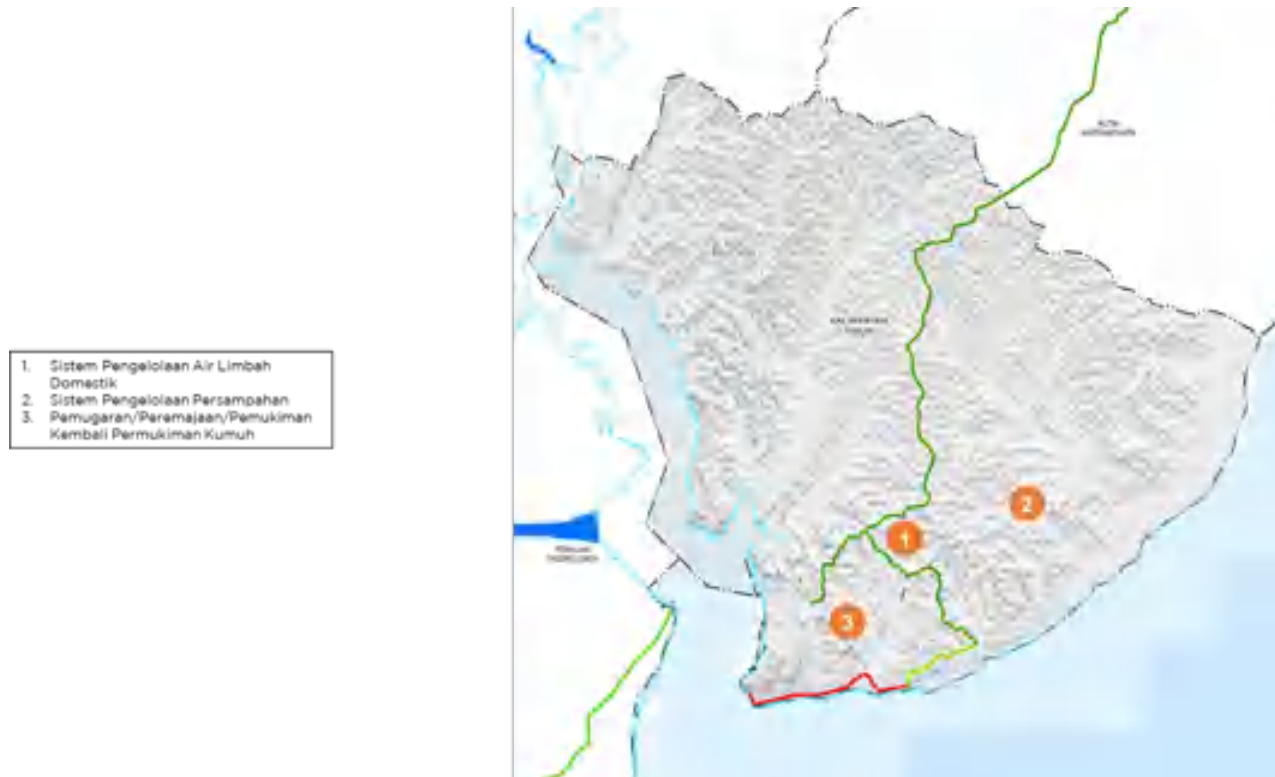 1. Sistem Pengelolaan Air Limbah
Domestik
2. Sistem Pengelolaan Persampahan
3. Pemugaran/Peremajaan/Pemukiman
Kembali Permukiman Kumuh
2
1
3